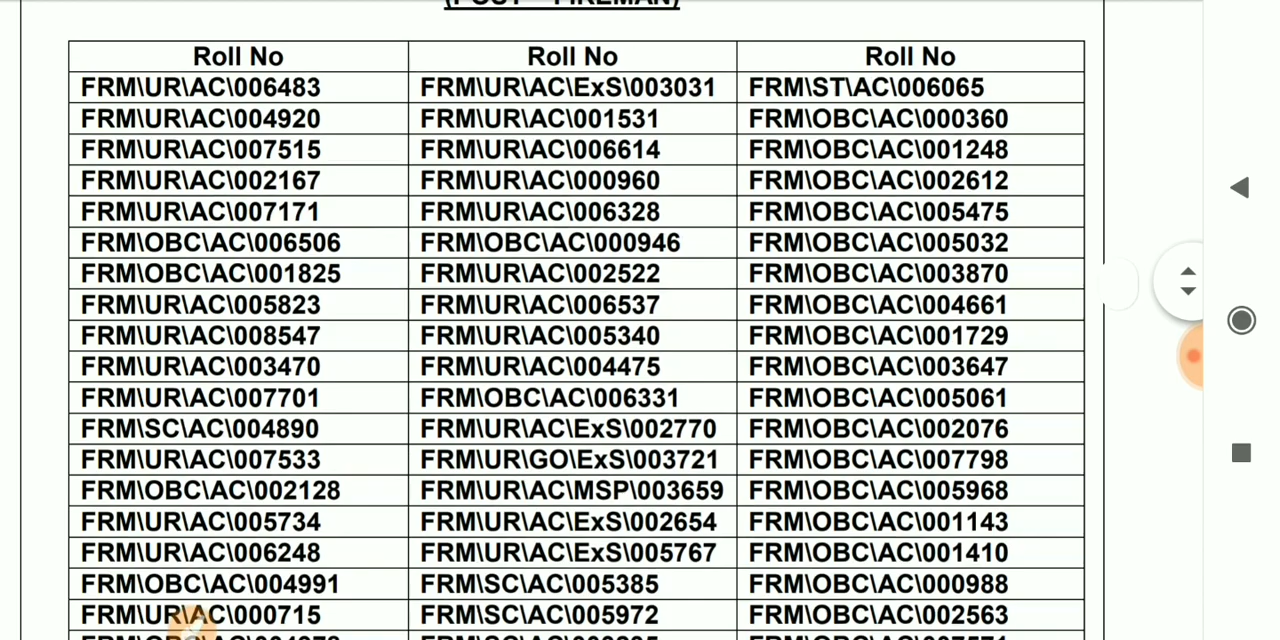 (POST – FIREMAN)
Roll No Roll No Roll No
FRM\UR\AC\006483 FRM\UR\AC\ExS\003031 FRM\ST\AC\006065
FRM\UR\AC\004920 FRM\UR\AC\001531 FRM\OBC\AC\000360
FRM\UR\AC\007515 FRM\UR\AC\006614 FRM\OBC\AC\001248
FRM\UR\AC\002167 FRM\UR\AC\000960 FRM\OBC\AC\002612
FRM\UR\AC\007171 FRM\UR\AC\006328 FRM\OBC\AC\005475
FRM\OBC\AC\006506 FRM\OBC\AC\000946 FRM\OBC\AC\005032
FRM\OBC\AC\001825 FRM\UR\AC\002522 FRM\OBC\AC\003870
FRM\UR\AC\005823 FRM\UR\AC\006537 FRM\OBC\AC\004661
FRM\UR\AC\008547 FRM\UR\AC\005340 FRM\OBC\AC\001729
FRM\UR\AC\003470 FRM\UR\AC\004475 FRM\OBC\AC\003647
FRM\UR\AC\007701 FRM\OBC\AC\006331 FRM\OBC\AC\005061
FRM\SC\AC\004890 FRM\UR\AC\ExS\002770 FRM\OBC\AC\002076
FRM\UR\AC\007533 FRM\UR\GO\ExS\003721 FRM\OBC\AC\007798
FRM\OBC\AC\002128 FRM\UR\AC\MSP\003659 FRM\OBC\AC\005968
FRM\UR\AC\005734 FRM\UR\AC\ExS\002654 FRM\OBC\AC\001143
FRM\UR\AC\006248 FRM\UR\AC\ExS\005767 FRM\OBC\AC\001410
FRM\OBC\AC\004991 FRM\SC\AC\005385 FRM\OBC\AC\000988
FRM\UR\AC\000715 FRM\SC\AC\005972 FRM\OBC\AC\002563